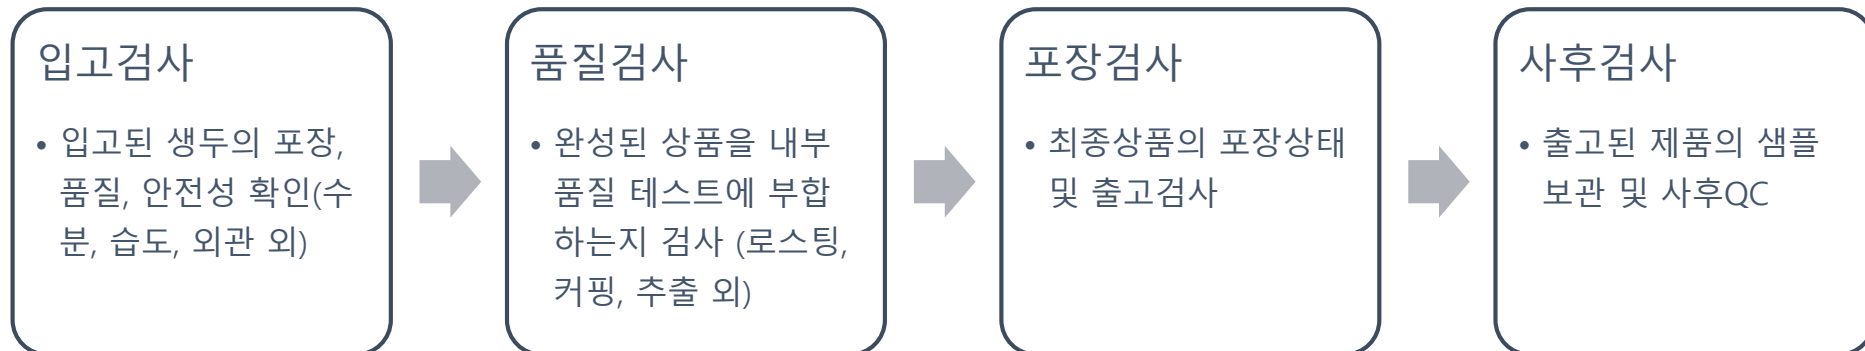 입고검사
• 입고된 생두의 포장,
품질, 안전성 확인(수
분, 습도, 외관 외)
품질검사
• 완성된 상품을 내부
품질 테스트에 부합
하는지 검사 (로스팅,
커핑, 추출 외)
포장검사
• 최종상품의 포장상태
및 출고검사
사후검사
• 출고된 제품의 샘플
보관 및 사후QC